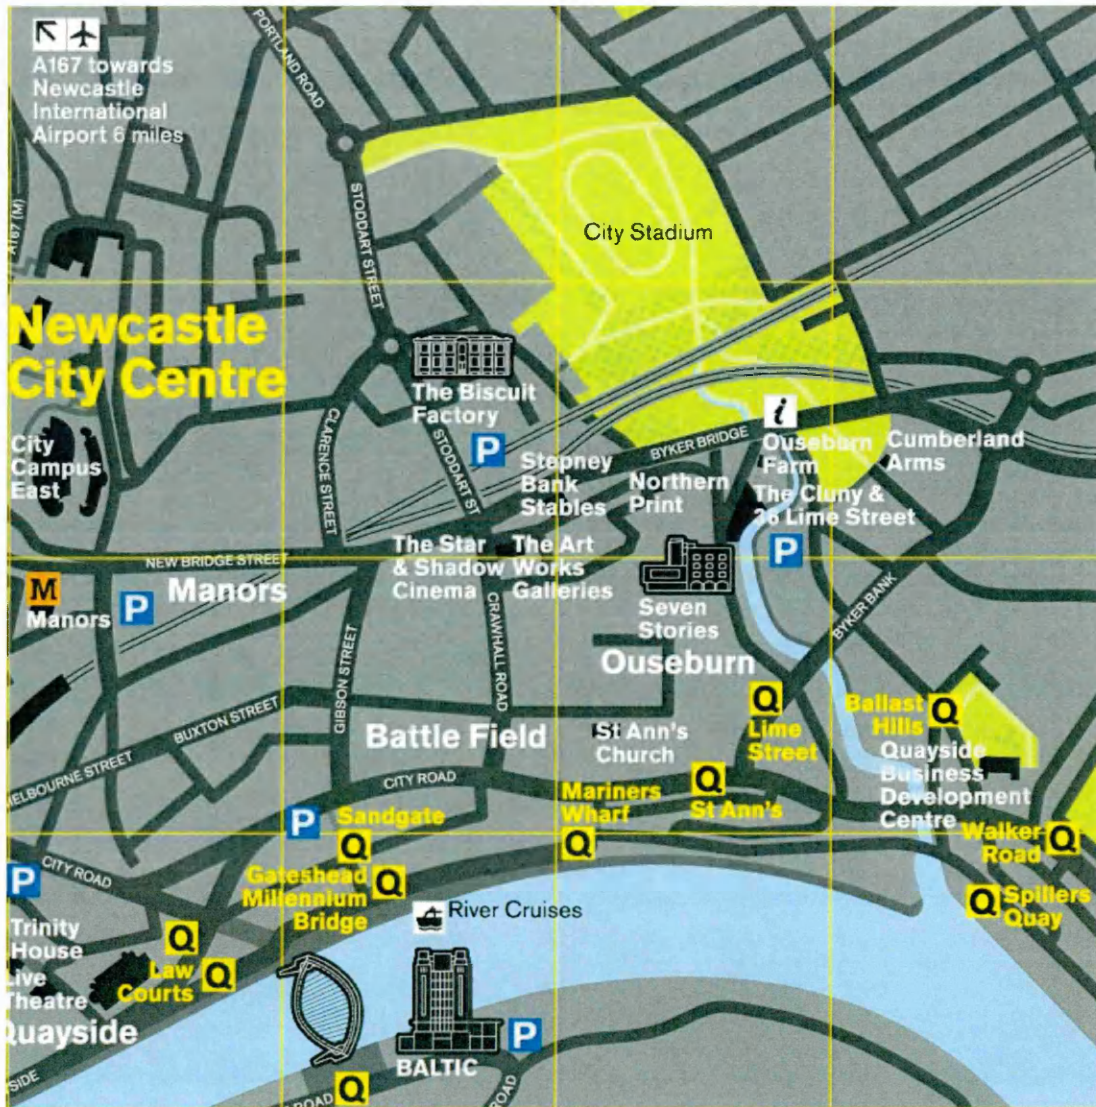 A167 towards
Newcastle
International
Airport 6 miles
PORTLAND ROAD
A167 (M)
STODDART STREET
City Stadium
Newcastle
City Centre
The Biscuit
Factory
City
Campus
East
CLARENCE STREET
STODDART ST
P
Stepney
Bank
Stables
BYKER BRIDGE
Northern
Print
i
Ouseburn
Farm
Cumberland
Arms
The Cluny &
36 Lime Street
P
NEW BRIDGE STREET
The Star
& Shadow
Cinema
The Art
Works
Galleries
M
Manors
P
Manors
Seven
Stories
Ouseburn
BYKER BANK
CRAWHALL ROAD
GIBSON STREET
BUXTON STREET
MELBOURNE STREET
Battle Field
St Ann's
Church
Q
Lime
Street
Ballast
Hills
Q
Quayside
Business
Development
Centre
CITY ROAD
Mariners
Wharf
Q
Q
St Ann's
P
Sandgate
Q
Walker
Road
Q
CITY ROAD
P
Gateshead
Millennium
Bridge
Q
Spillers
Quay
Q
River Cruises
Trinity
House
Live
Theatre
Q
Law
Courts
Q
Quayside
BALTIC
P
Q
ROAD
ROAD